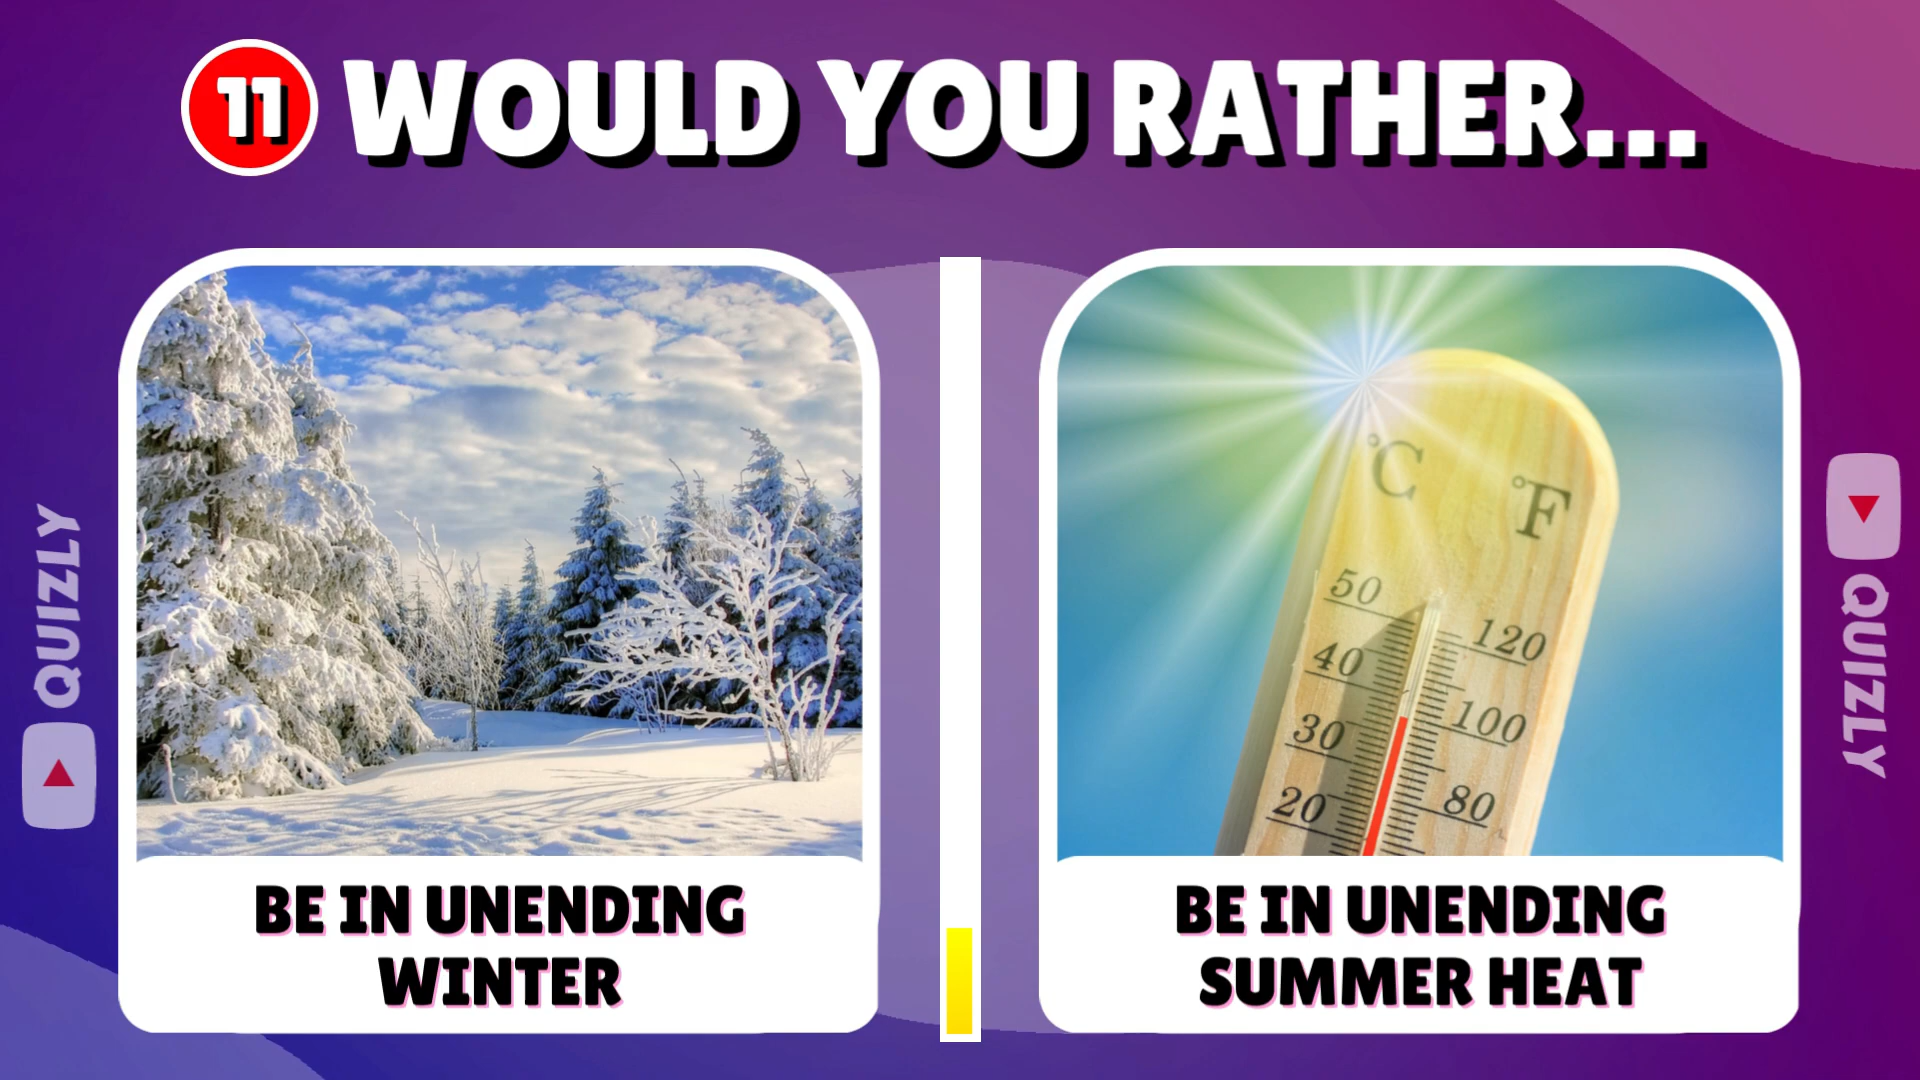 11 WOULD YOU RATHER...
°C °F
50
120
40
100
30
80
20
BE IN UNENDING
WINTER
BE IN UNENDING
SUMMER HEAT
QUIZLY
QUIZLY